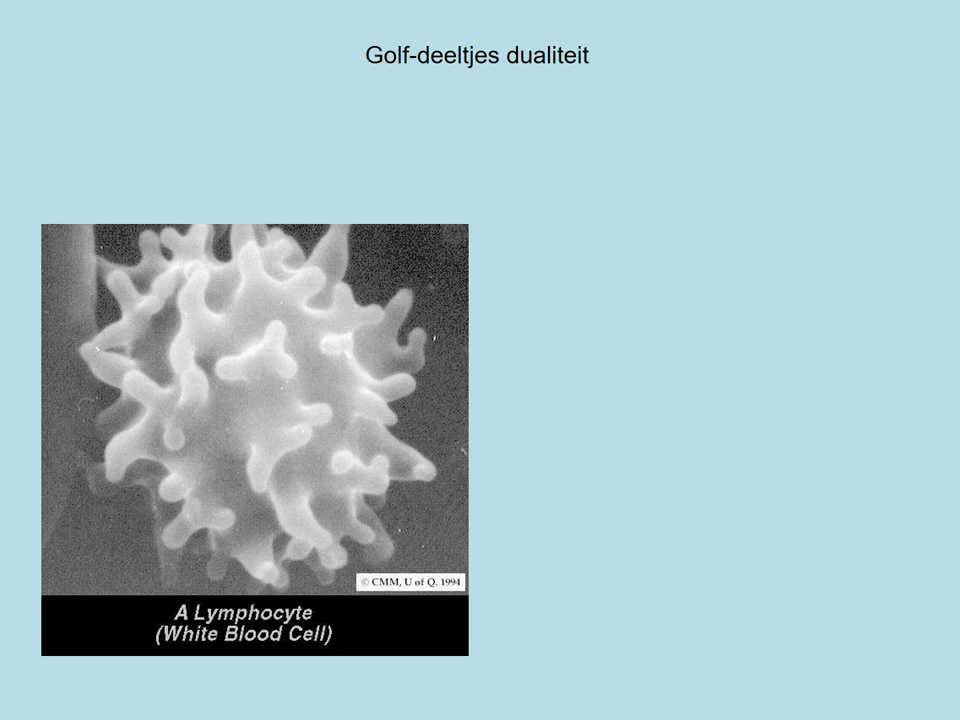 Golf-deeltjes dualiteit
© CMM, U of Q. 1994
A Lymphocyte
(White Blood Cell)